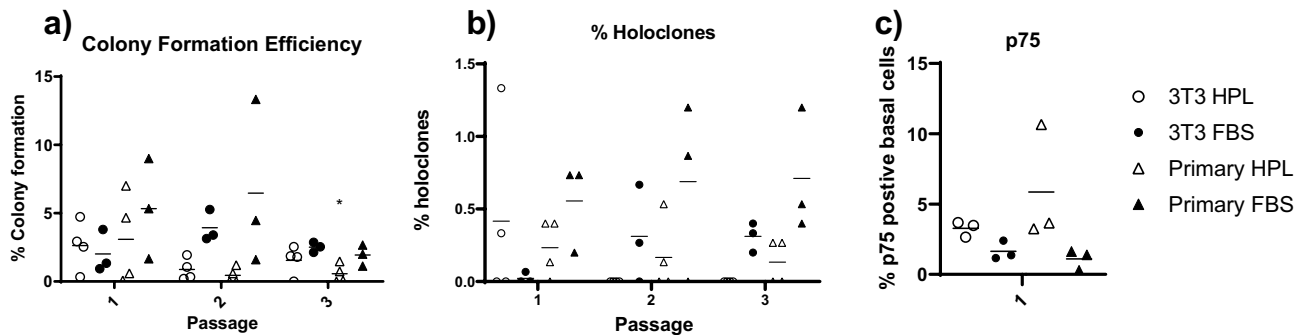 a)
Colony Formation Efficiency
% Colony formation
15
10
5
0
*
1
2
3
Passage
b)
% Holoclones
% holoclones
1.5
1.0
0.5
0.0
1
2
3
Passage
c)
p75
% p75 postive basal cells
15
10
5
0
1
3T3 HPL
3T3 FBS
Primary HPL
Primary FBS